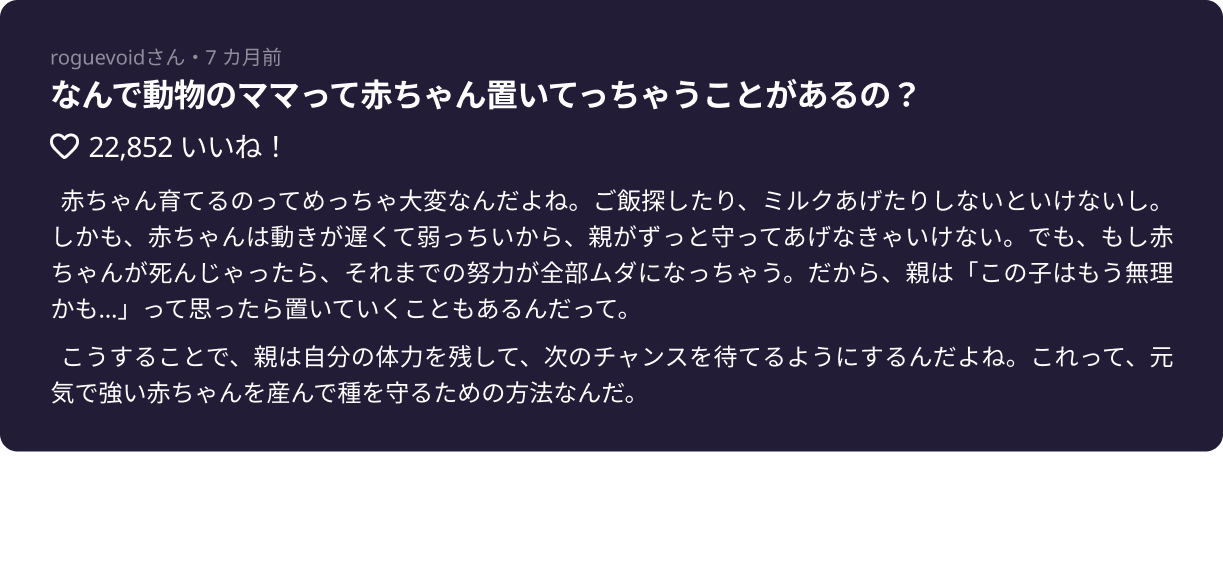 roguevoidさん・7 カ月前
なんで動物のママって赤ちゃん置いてっちゃうことがあるの？
22,852 いいね！
赤ちゃん育てるのってめっちゃ大変なんだよね。ご飯探したり、ミルクあげたりしないといけないし。
しかも、赤ちゃんは動きが遅くて弱っちいから、親がずっと守ってあげなきゃいけない。でも、もし赤
ちゃんが死んじゃったら、それまでの努力が全部ムダになっちゃう。だから、親は「この子はもう無理
かも...」って思ったら置いていくこともあるんだって。
こうすることで、親は自分の体力を残して、次のチャンスを待てるようにするんだよね。これって、元
気で強い赤ちゃんを産んで種を守るための方法なんだ。